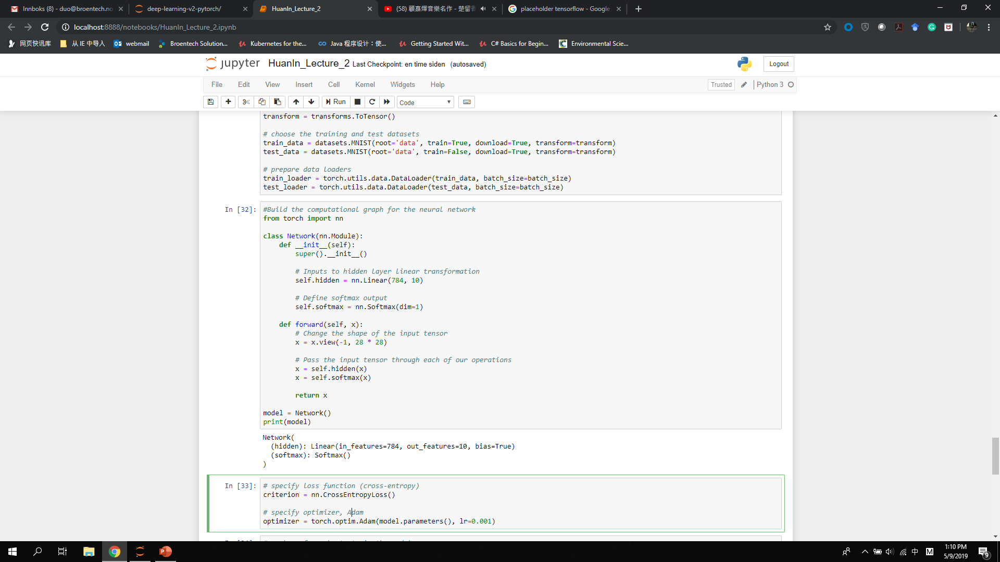 Innboks (8) - duo@broentech.no
deep-learning-v2-pytorch/
HuanIn_Lecture_2
(58) 顧嘉煇音樂名作 - 楚留香
placeholder tensorflow - Google
localhost:8888/notebooks/HuanIn_Lecture_2.ipynb
网页快讯库
从 IE 中导入
webmail
Broentech Solution...
Kubernetes for the...
Java 程序设计：使...
Getting Started Wit...
C# Basics for Begin...
Environmental Scie...
jupyter HuanIn_Lecture_2 Last Checkpoint: en time siden (autosaved)
Logout
File Edit View Insert Cell Kernel Widgets Help
Trusted Python 3
Run Code
transform = transforms.ToTensor()
# choose the training and test datasets
train_data = datasets.MNIST(root='data', train=True, download=True, transform=transform)
test_data = datasets.MNIST(root='data', train=False, download=True, transform=transform)
# prepare data loaders
train_loader = torch.utils.data.DataLoader(train_data, batch_size=batch_size)
test_loader = torch.utils.data.DataLoader(test_data, batch_size=batch_size)
In [32]: #Build the computational graph for the neural network
from torch import nn
class Network(nn.Module):
def __init__(self):
super().__init__()
# Inputs to hidden layer linear transformation
self.hidden = nn.Linear(784, 10)
# Define softmax output
self.softmax = nn.Softmax(dim=1)
def forward(self, x):
# Change the shape of the input tensor
x = x.view(-1, 28 * 28)
# Pass the input tensor through each of our operations
x = self.hidden(x)
x = self.softmax(x)
return x
model = Network()
print(model)
Network(
(hidden): Linear(in_features=784, out_features=10, bias=True)
(softmax): Softmax()
)
In [33]: # specify loss function (cross-entropy)
criterion = nn.CrossEntropyLoss()
# specify optimizer, Adam
optimizer = torch.optim.Adam(model.parameters(), lr=0.001)
中
M
1:10 PM
5/9/2019
9